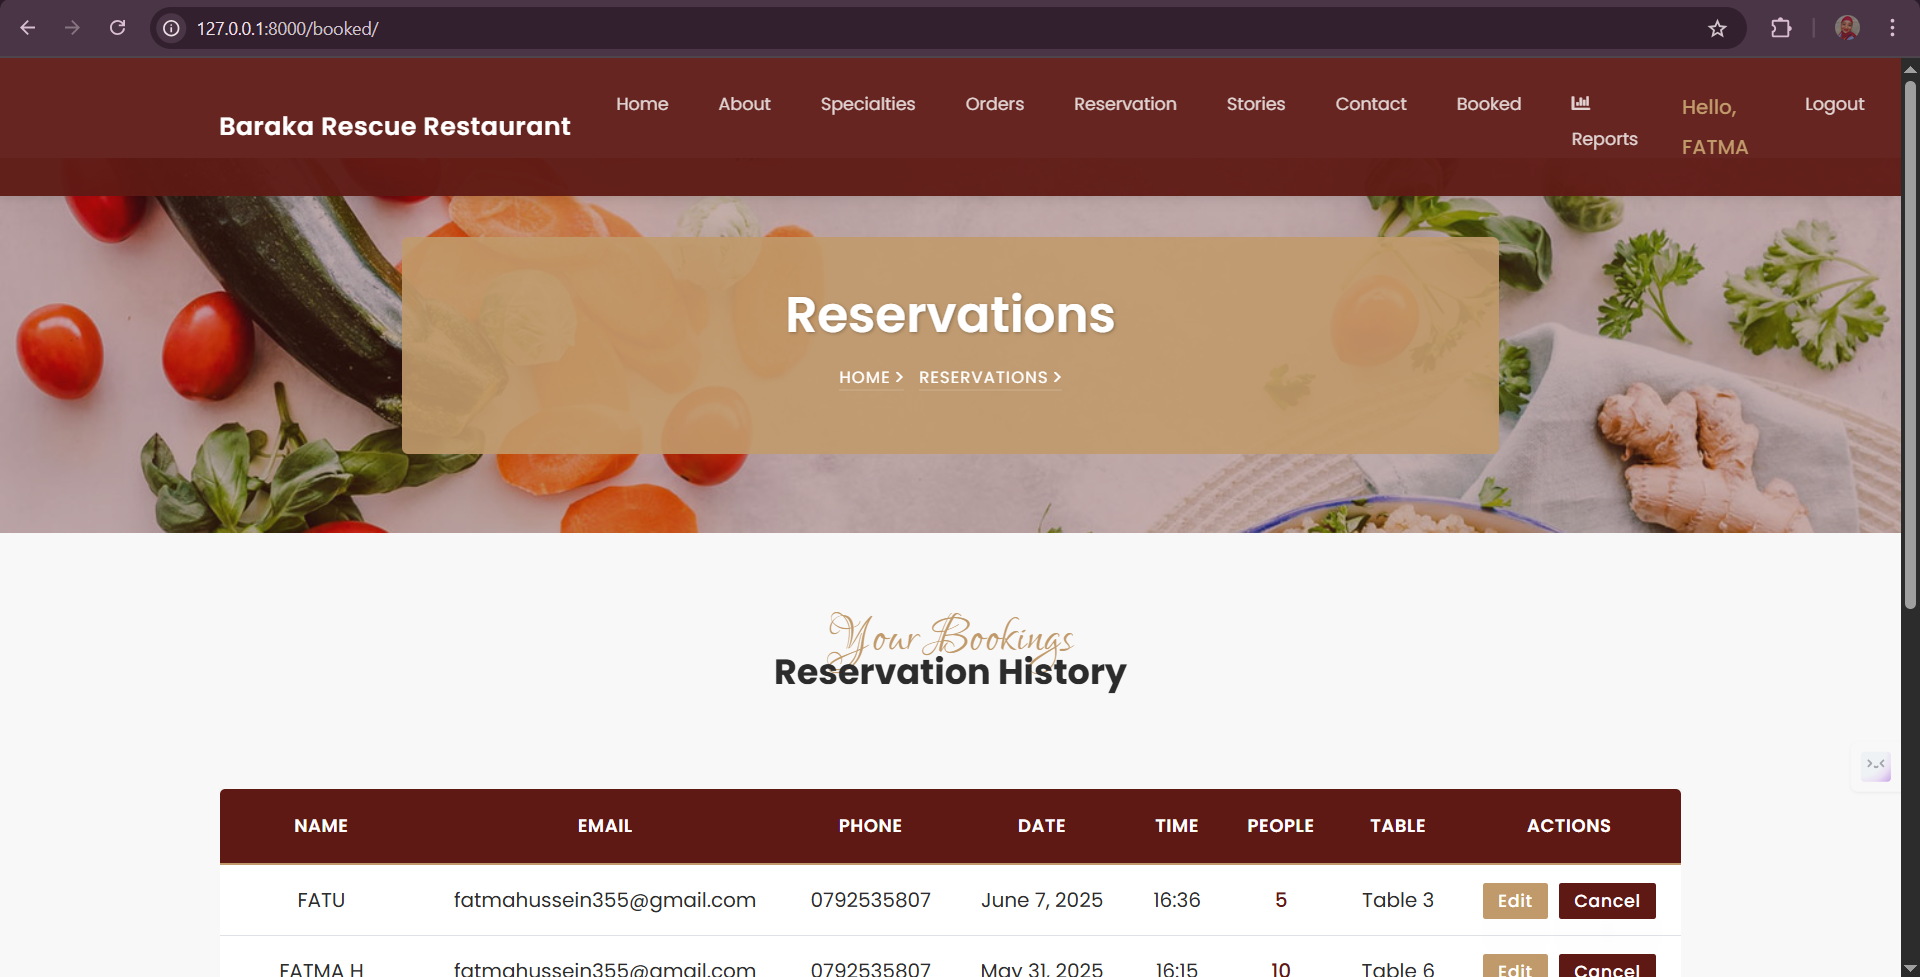 127.0.0.1:8000/booked/
Baraka Rescue Restaurant
Home
About
Specialties
Orders
Reservation
Stories
Contact
Booked
Reports
Hello,
FATMA
Logout
Reservations
HOME > RESERVATIONS >
Your Bookings
Reservation History
NAME EMAIL PHONE DATE TIME PEOPLE TABLE ACTIONS
FATU fatmahussein355@gmail.com 0792535807 June 7, 2025 16:36 5 Table 3 Edit Cancel
FATMA H fatmahussein355@gmail.com 0792535807 May 31, 2025 16:15 10 Table 6 Edit Cancel